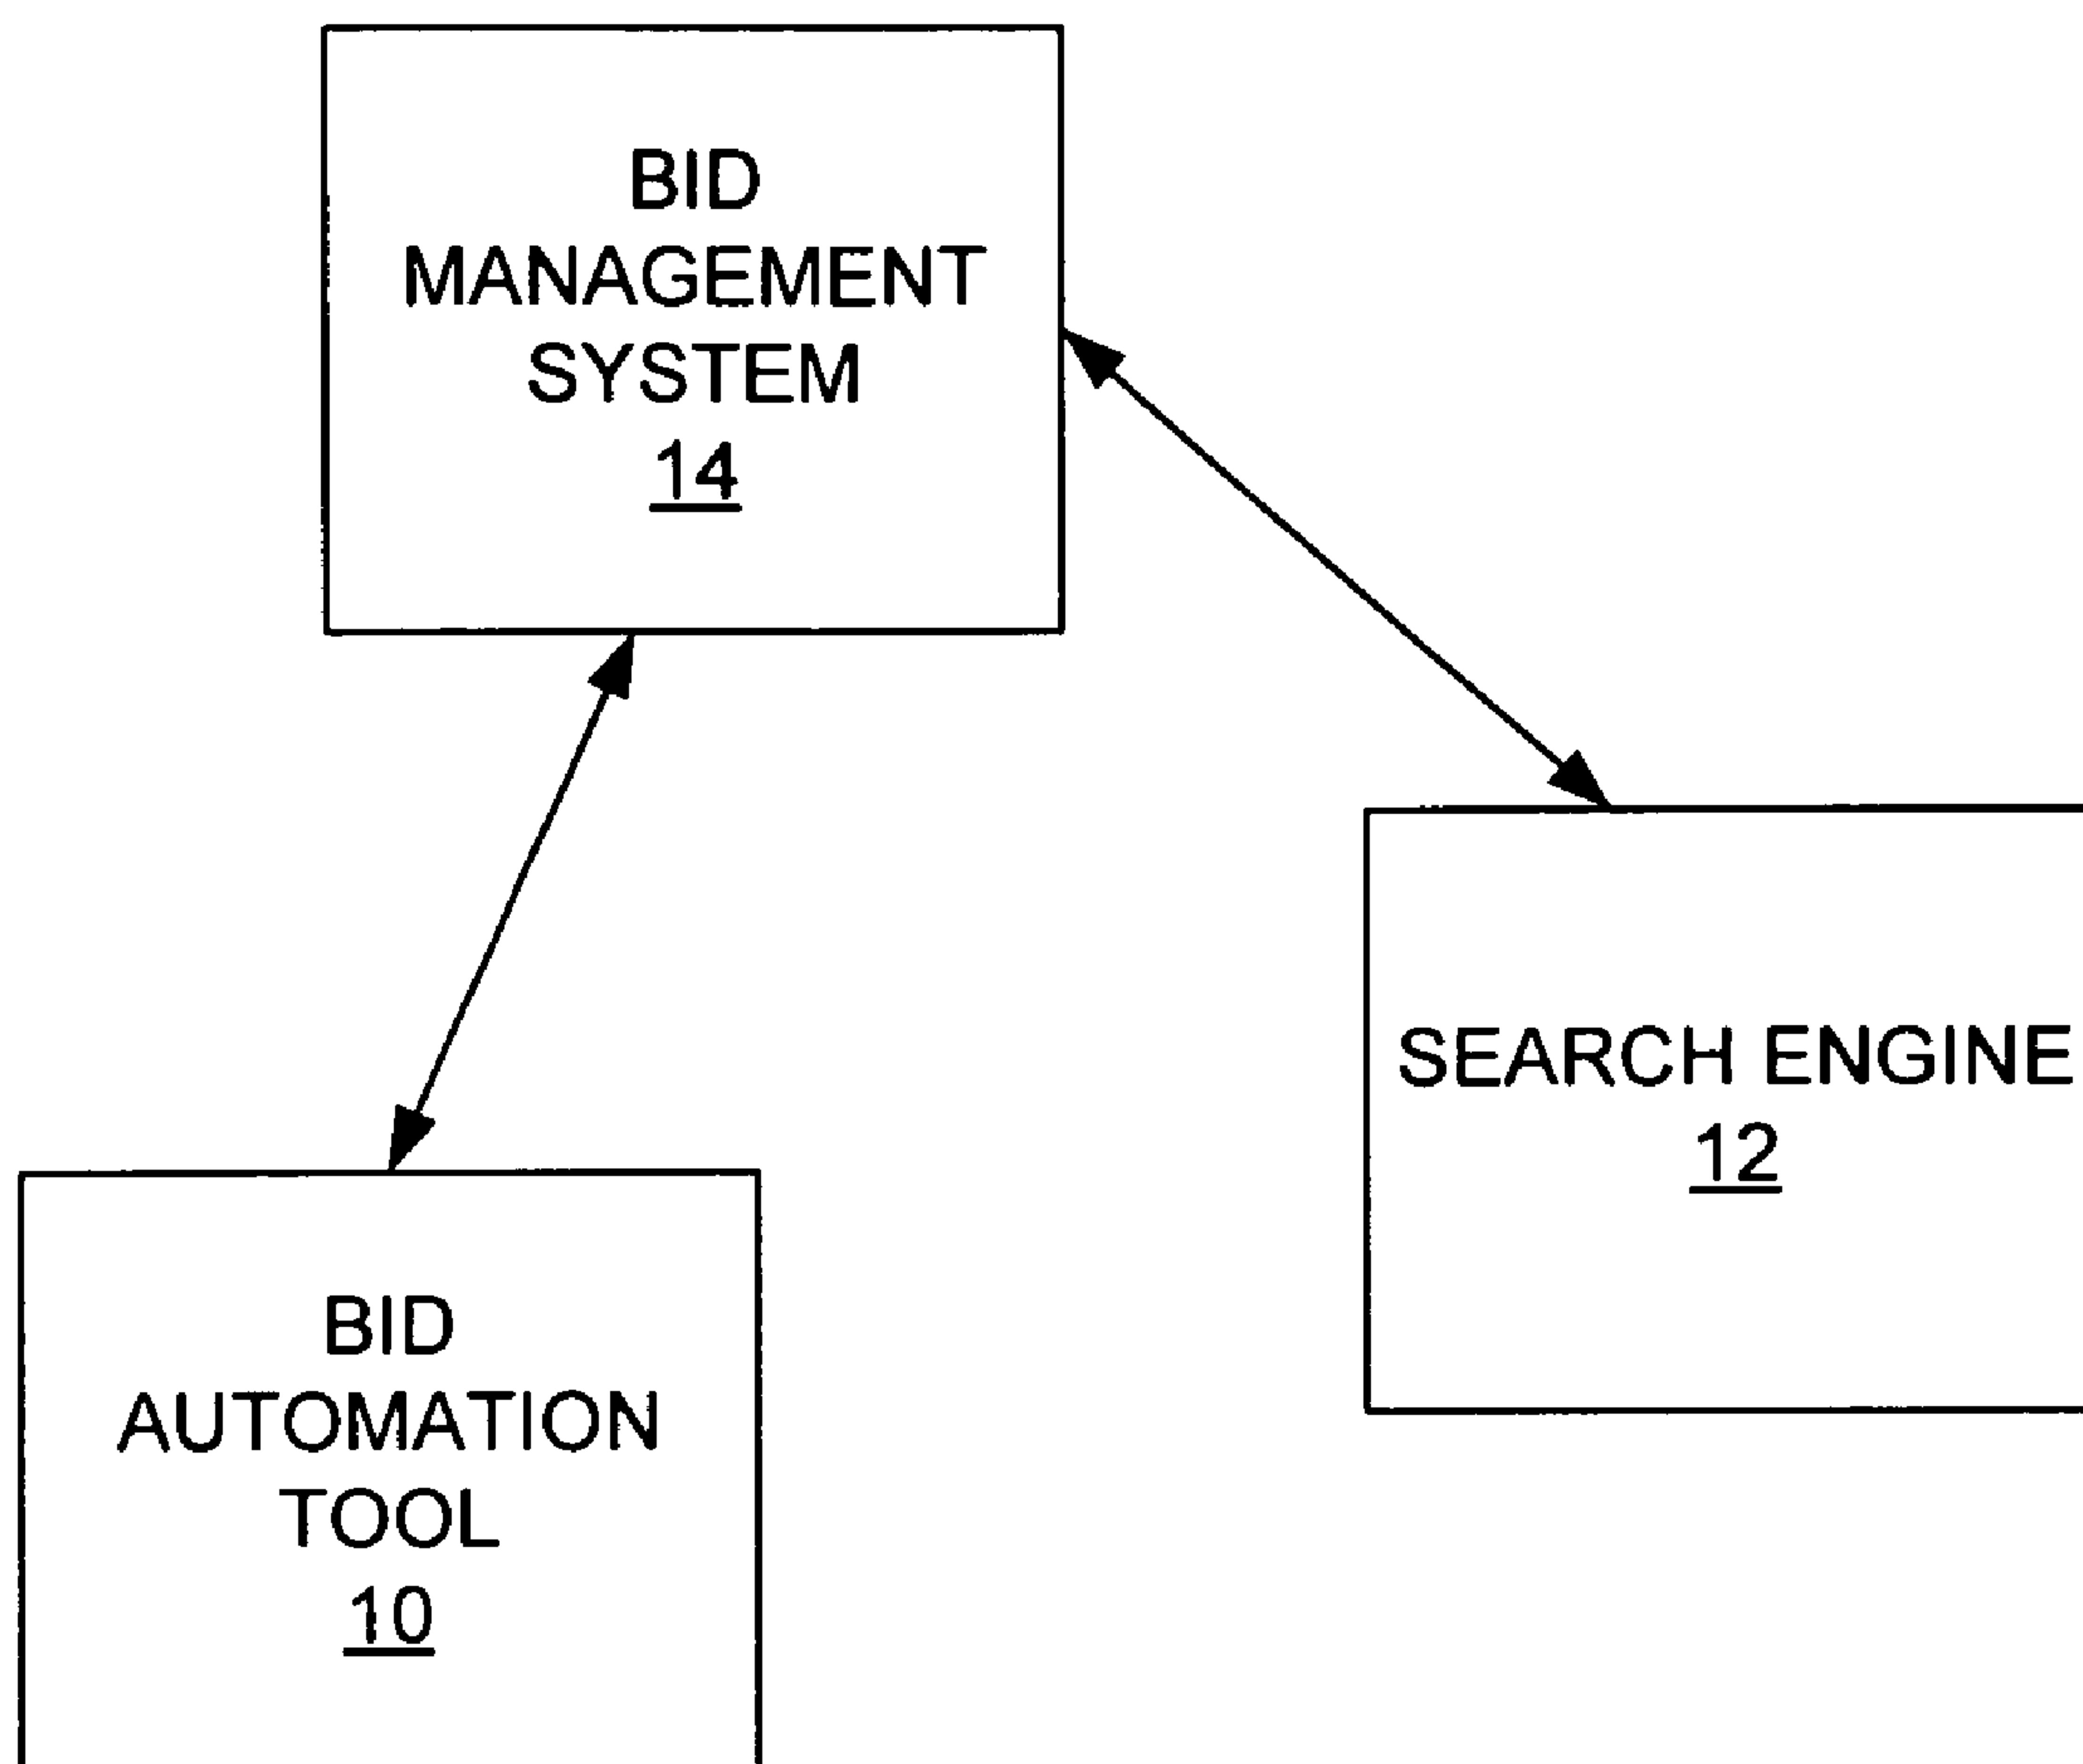 BID
MANAGEMENT
SYSTEM
14
SEARCH ENGINE
12
BID
AUTOMATION
TOOL
10